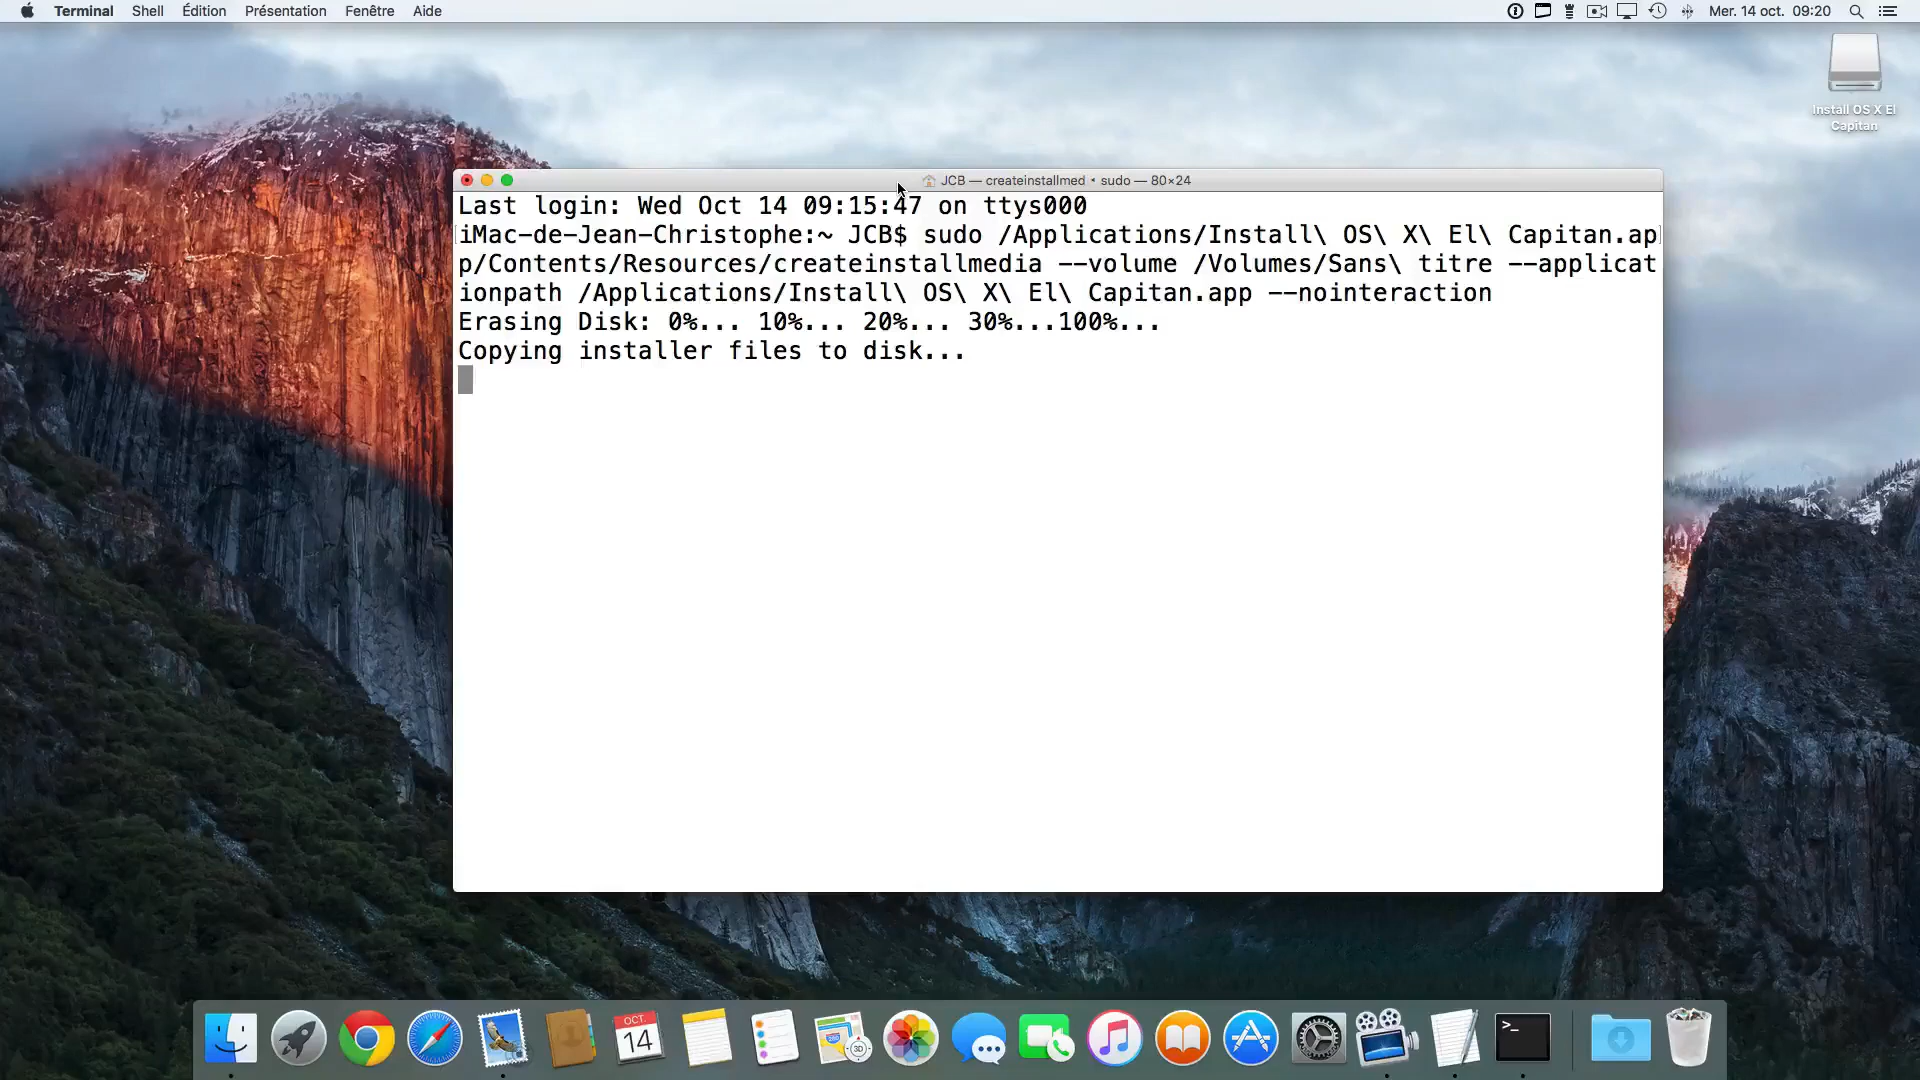 Terminal Shell Édition Présentation Fenêtre Aide Mer. 14 oct. 09:20
Install OS X El
Capitan
JCB — createinstallmed • sudo — 80×24
Last login: Wed Oct 14 09:15:47 on ttys000
iMac-de-Jean-Christophe:~ JCB$ sudo /Applications/Install\ OS\ X\ El\ Capitan.ap
p/Contents/Resources/createinstallmedia --volume /Volumes/Sans\ titre --applicat
ionpath /Applications/Install\ OS\ X\ El\ Capitan.app --nointeraction
Erasing Disk: 0%... 10%... 20%... 30%...100%...
Copying installer files to disk...
OCT.
14
280
3D
>_